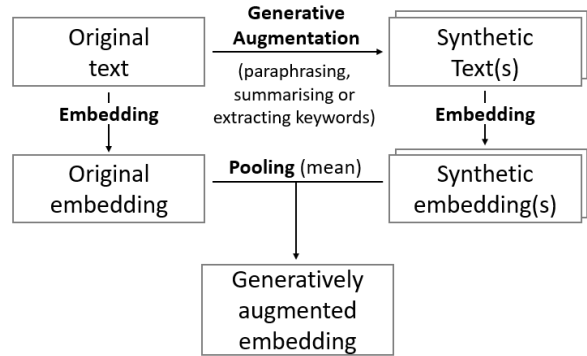 Original
text
Generative
Augmentation
(paraphrasing,
summarising or
extracting keywords)
Synthetic
Text(s)
Embedding
Embedding
Original
embedding
Pooling (mean)
Synthetic
embedding(s)
Generatively
augmented
embedding